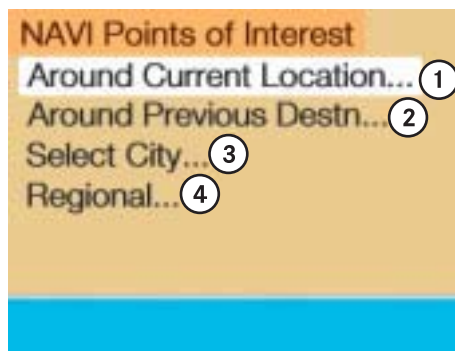 NAVI Points of Interest
Around Current Location... 1
Around Previous Destn... 2
Select City... 3
Regional... 4